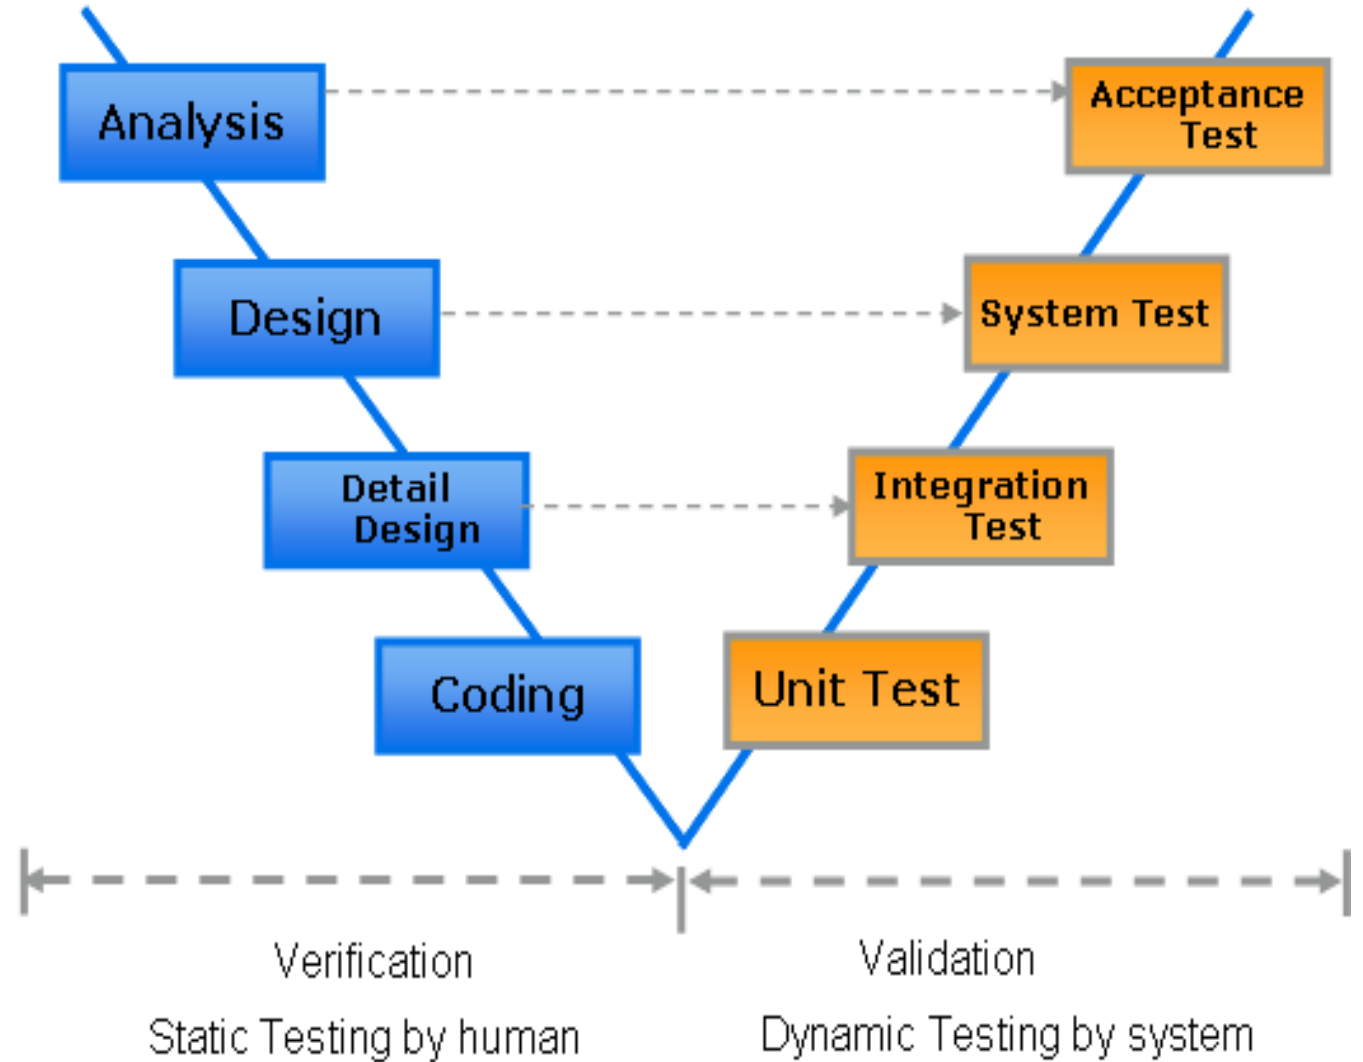 Analysis
Acceptance
Test
Design
System Test
Detail
Design
Integration
Test
Coding
Unit Test
Verification
Validation
Static Testing by human
Dynamic Testing by system